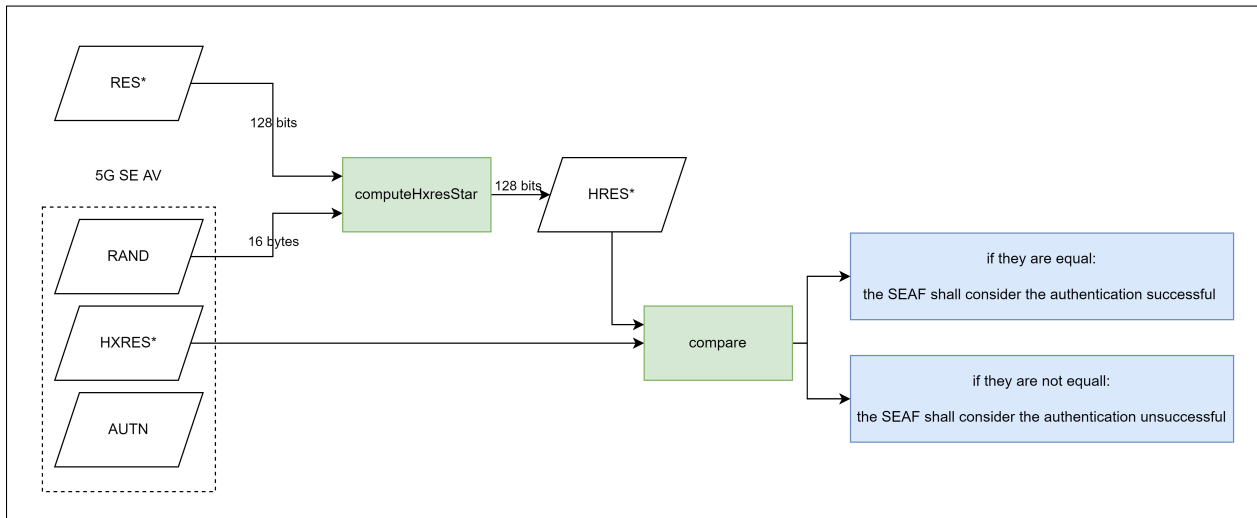 RES*
128 bits
5G SE AV
computeHxresStar
128 bits
HRES*
RAND
16 bytes
HXRES*
AUTN
compare
if they are equal:
the SEAF shall consider the authentication successful
if they are not equall:
the SEAF shall consider the authentication unsuccessful